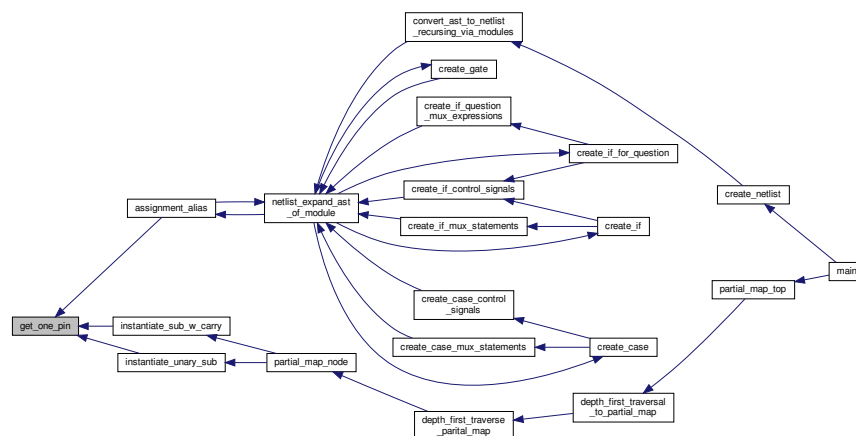 convert_ast_to_netlist
_recursing_via_modules
create_gate
create_if_question
_mux_expressions
create_if_for_question
create_if_control_signals
create_netlist
assignment_alias
netlist_expand_ast
_of_module
create_if_mux_statements
create_if
main
create_case_control
_signals
partial_map_top
get_one_pin
instantiate_sub_w_carry
create_case_mux_statements
create_case
instantiate_unary_sub
partial_map_node
depth_first_traversal
_to_partial_map
depth_first_traverse
_parital_map